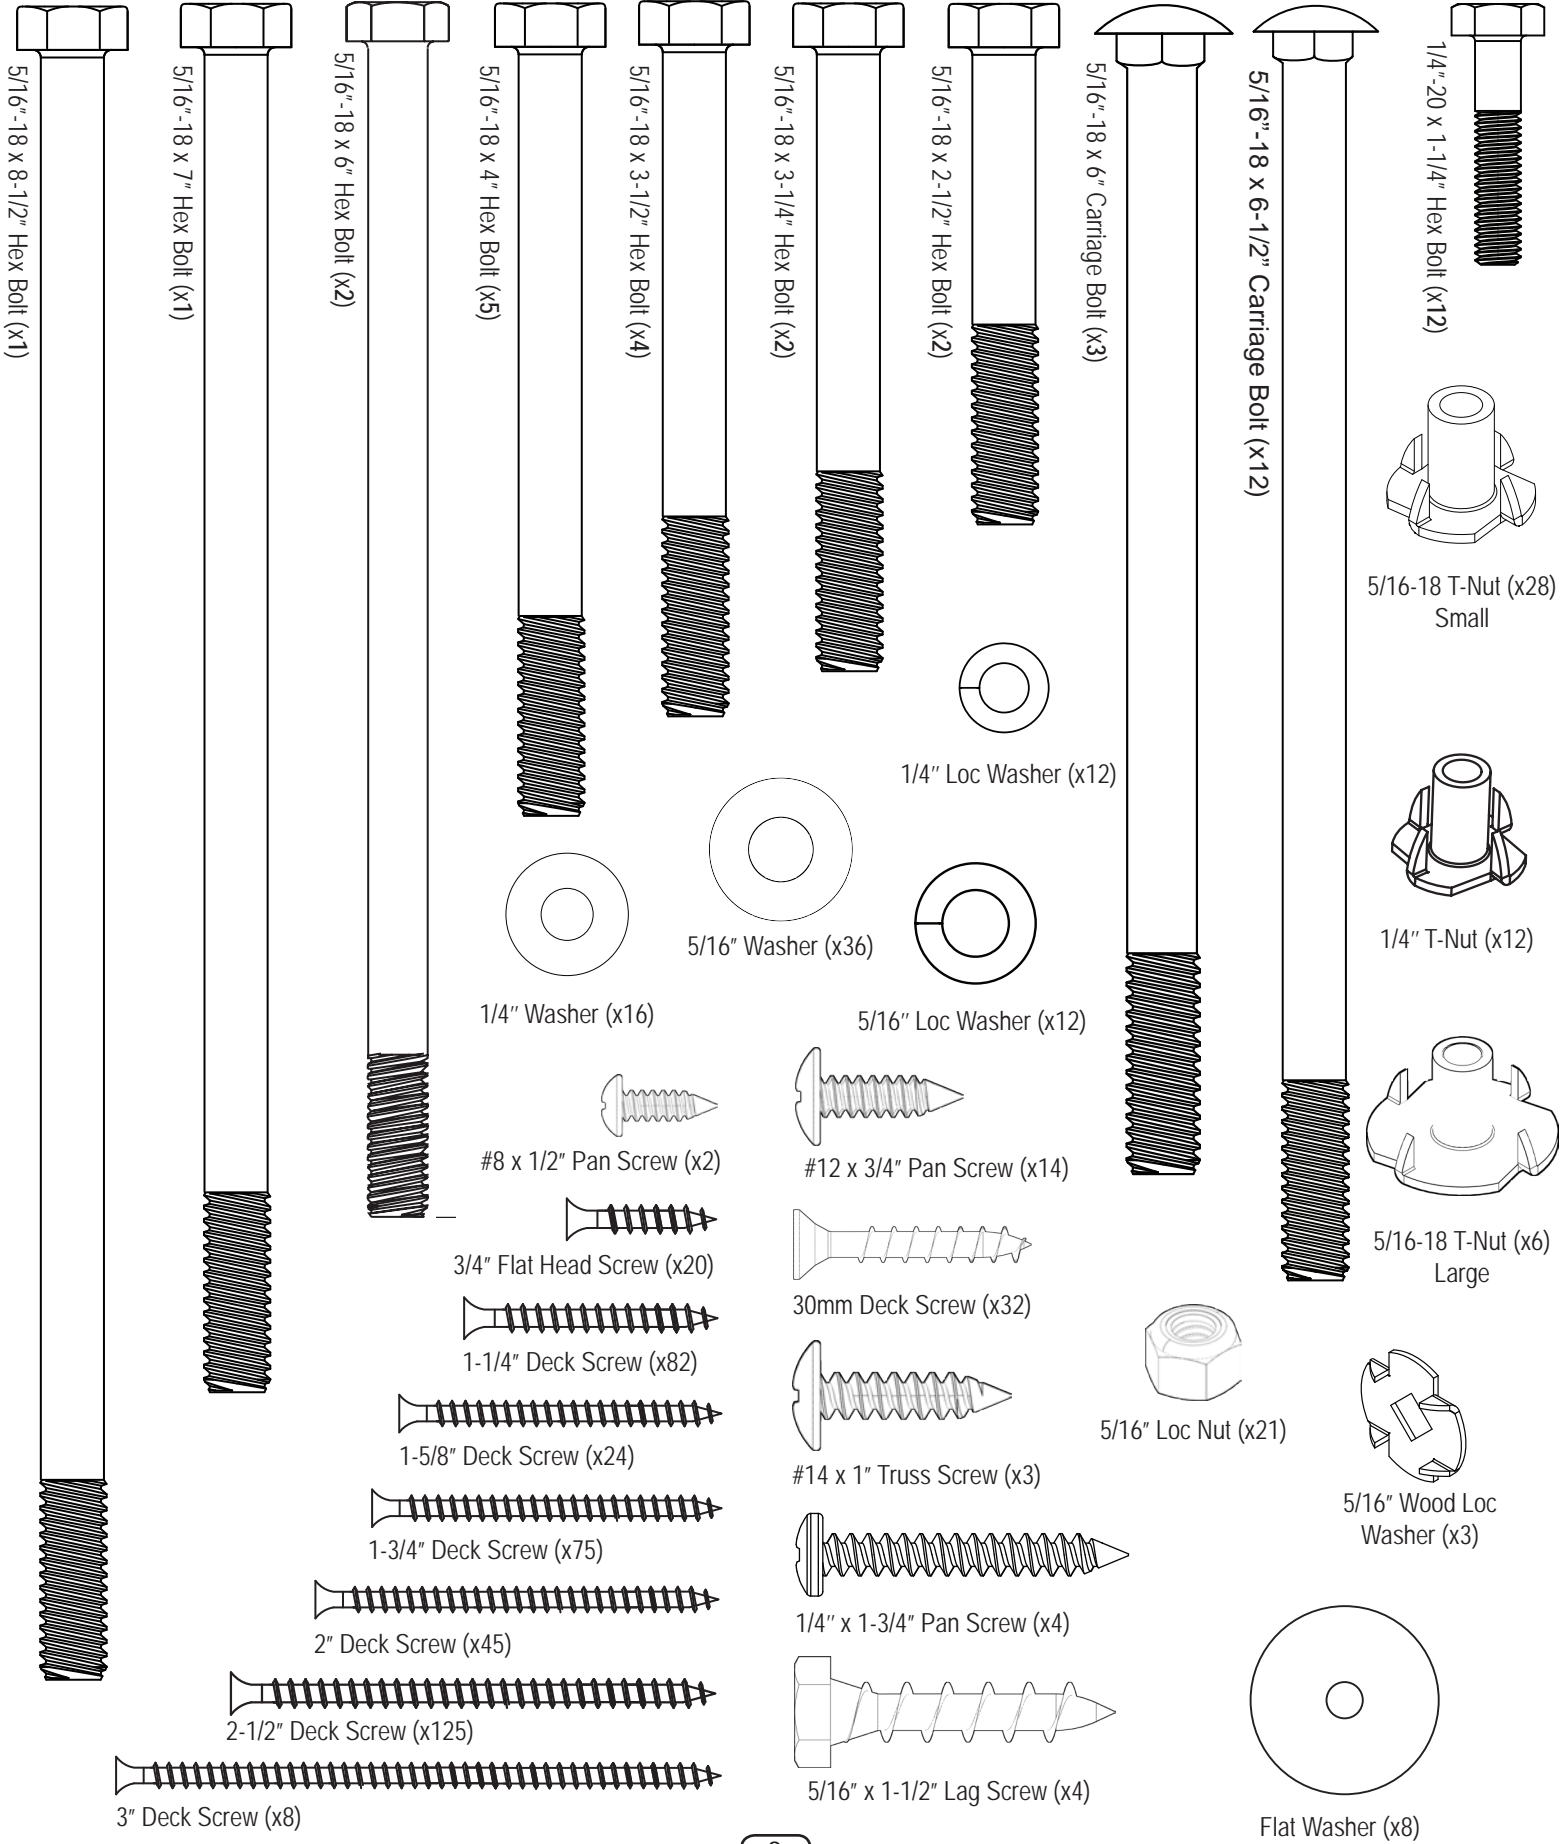 5/16"-18 x 8-1/2" Hex Bolt (x1)
5/16"-18 x 7" Hex Bolt (x1)
5/16"-18 x 6" Hex Bolt (x2)
5/16"-18 x 4" Hex Bolt (x5)
5/16"-18 x 3-1/2" Hex Bolt (x4)
5/16"-18 x 3-1/4" Hex Bolt (x2)
5/16"-18 x 2-1/2" Hex Bolt (x2)
5/16"-18 x 6" Carriage Bolt (x3)
5/16"-18 x 6-1/2" Carriage Bolt (x12)
1/4"-20 x 1-1/4" Hex Bolt (x12)
5/16-18 T-Nut (x28)
Small
1/4" Loc Washer (x12)
1/4" T-Nut (x12)
5/16" Washer (x36)
1/4" Washer (x16)
5/16" Loc Washer (x12)
#8 x 1/2" Pan Screw (x2)
#12 x 3/4" Pan Screw (x14)
5/16-18 T-Nut (x6)
Large
3/4" Flat Head Screw (x20)
30mm Deck Screw (x32)
1-1/4" Deck Screw (x82)
5/16" Loc Nut (x21)
1-5/8" Deck Screw (x24)
#14 x 1" Truss Screw (x3)
5/16" Wood Loc
Washer (x3)
1-3/4" Deck Screw (x75)
1/4" x 1-3/4" Pan Screw (x4)
2" Deck Screw (x45)
2-1/2" Deck Screw (x125)
5/16" x 1-1/2" Lag Screw (x4)
3" Deck Screw (x8)
Flat Washer (x8)